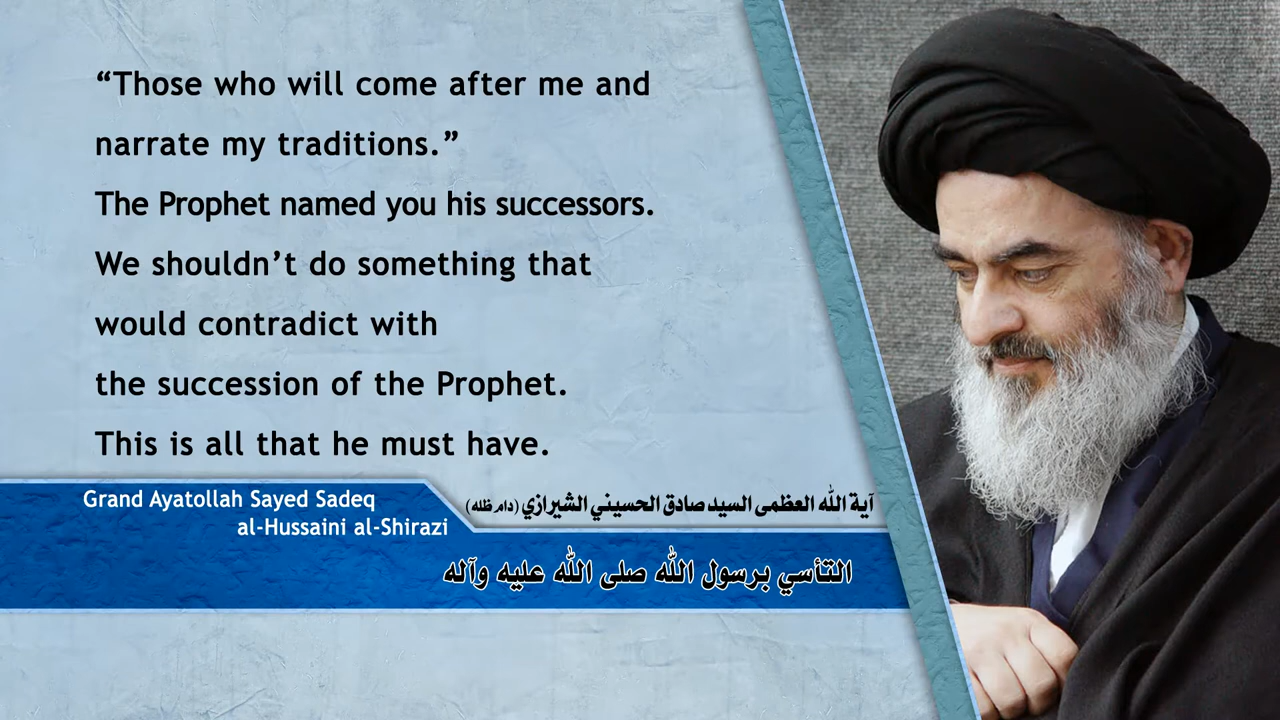 “Those who will come after me and
narrate my traditions.”
The Prophet named you his successors.
We shouldn’t do something that
would contradict with
the succession of the Prophet.
This is all that he must have.
Grand Ayatollah Sayed Sadeq
al-Hussaini al-Shirazi
آية الله العظمى السيد صادق الحسيني الشيرازي (دام ظله)
التأسي برسول الله صلى الله عليه وآله